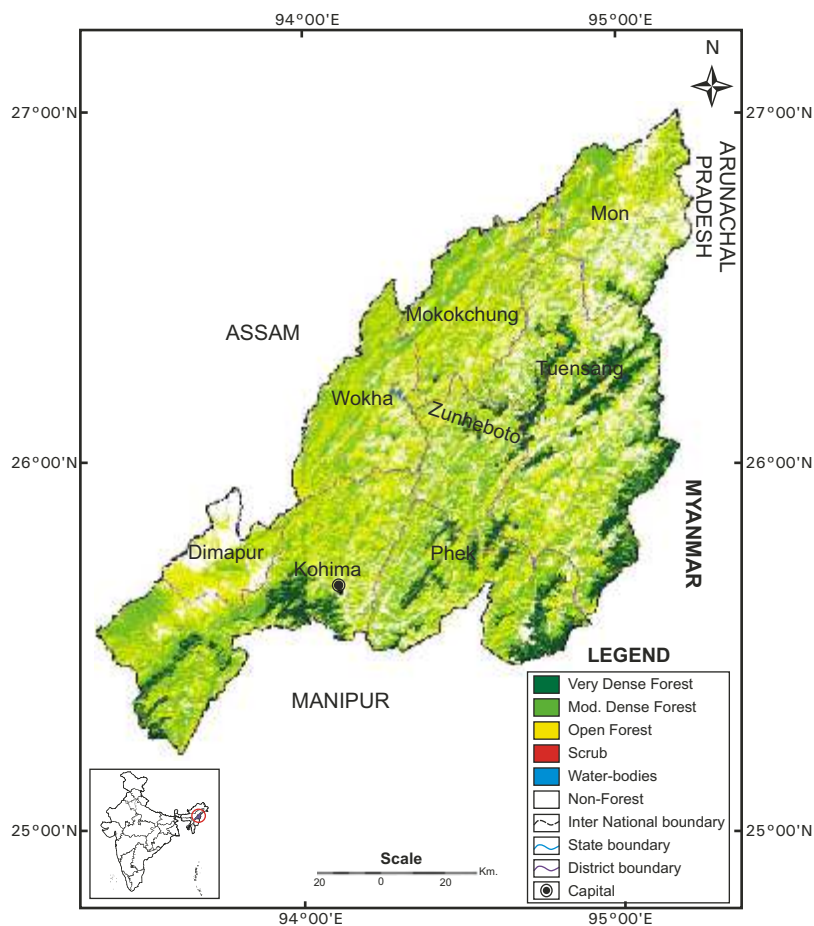 94°00'E
95°00'E
N
27°00'N
27°00'N
ARUNACHAL
PRADESH
Mon
Mokokchung
ASSAM
Tuensang
Wokha
Zunheboto
26°00'N
26°00'N
MYANMAR
Dimapur
Phek
Kohima
LEGEND
MANIPUR
Very Dense Forest
Mod. Dense Forest
Open Forest
Scrub
Water-bodies
Non-Forest
Inter National boundary
State boundary
District boundary
Capital
25°00'N
25°00'N
Scale
20 0 20 Km.
94°00'E
95°00'E